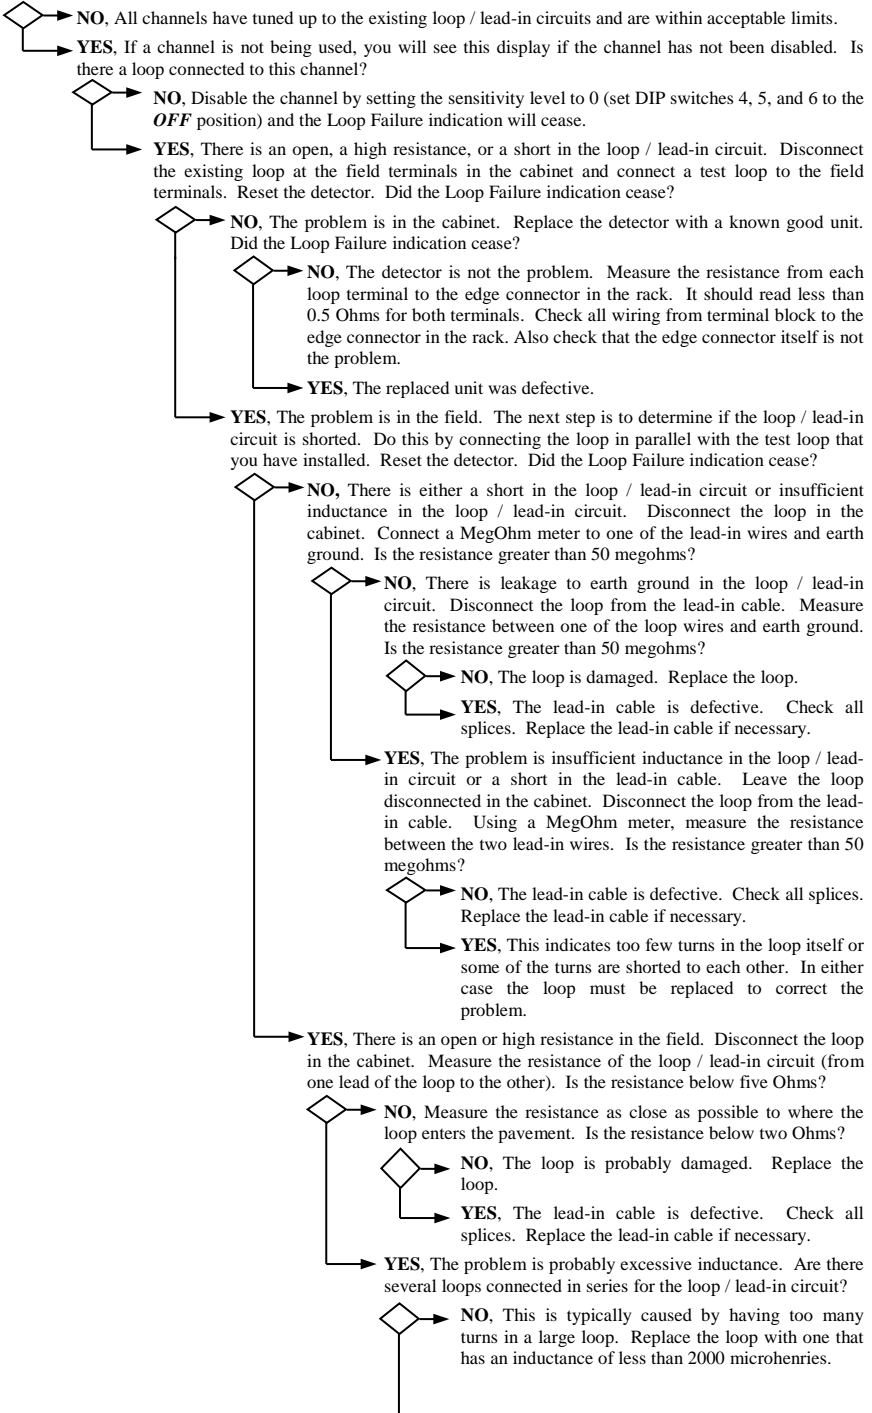 NO, All channels have tuned up to the existing loop / lead-in circuits and are within acceptable limits.
YES, If a channel is not being used, you will see this display if the channel has not been disabled. Is
there a loop connected to this channel?
NO, Disable the channel by setting the sensitivity level to 0 (set DIP switches 4, 5, and 6 to the
OFF position) and the Loop Failure indication will cease.
YES, There is an open, a high resistance, or a short in the loop / lead-in circuit. Disconnect
the existing loop at the field terminals in the cabinet and connect a test loop to the field
terminals. Reset the detector. Did the Loop Failure indication cease?
NO, The problem is in the cabinet. Replace the detector with a known good unit.
Did the Loop Failure indication cease?
NO, The detector is not the problem. Measure the resistance from each
loop terminal to the edge connector in the rack. It should read less than
0.5 Ohms for both terminals. Check all wiring from terminal block to the
edge connector in the rack. Also check that the edge connector itself is not
the problem.
YES, The replaced unit was defective.
YES, The problem is in the field. The next step is to determine if the loop / lead-in
circuit is shorted. Do this by connecting the loop in parallel with the test loop that
you have installed. Reset the detector. Did the Loop Failure indication cease?
NO, There is either a short in the loop / lead-in circuit or insufficient
inductance in the loop / lead-in circuit. Disconnect the loop in the
cabinet. Connect a MegOhm meter to one of the lead-in wires and earth
ground. Is the resistance greater than 50 megohms?
NO, There is leakage to earth ground in the loop / lead-in
circuit. Disconnect the loop from the lead-in cable. Measure
the resistance between one of the loop wires and earth ground.
Is the resistance greater than 50 megohms?
NO, The loop is damaged. Replace the loop.
YES, The lead-in cable is defective. Check all
splices. Replace the lead-in cable if necessary.
YES, The problem is insufficient inductance in the loop / lead-
in circuit or a short in the lead-in cable. Leave the loop
disconnected in the cabinet. Disconnect the loop from the lead-
in cable. Using a MegOhm meter, measure the resistance
between the two lead-in wires. Is the resistance greater than 50
megohms?
NO, The lead-in cable is defective. Check all splices.
Replace the lead-in cable if necessary.
YES, This indicates too few turns in the loop itself or
some of the turns are shorted to each other. In either
case the loop must be replaced to correct the
problem.
YES, There is an open or high resistance in the field. Disconnect the loop
in the cabinet. Measure the resistance of the loop / lead-in circuit (from
one lead of the loop to the other). Is the resistance below five Ohms?
NO, Measure the resistance as close as possible to where the
loop enters the pavement. Is the resistance below two Ohms?
NO, The loop is probably damaged. Replace the
loop.
YES, The lead-in cable is defective. Check all
splices. Replace the lead-in cable if necessary.
YES, The problem is probably excessive inductance. Are there
several loops connected in series for the loop / lead-in circuit?
NO, This is typically caused by having too many
turns in a large loop. Replace the loop with one that
has an inductance of less than 2000 microhenries.